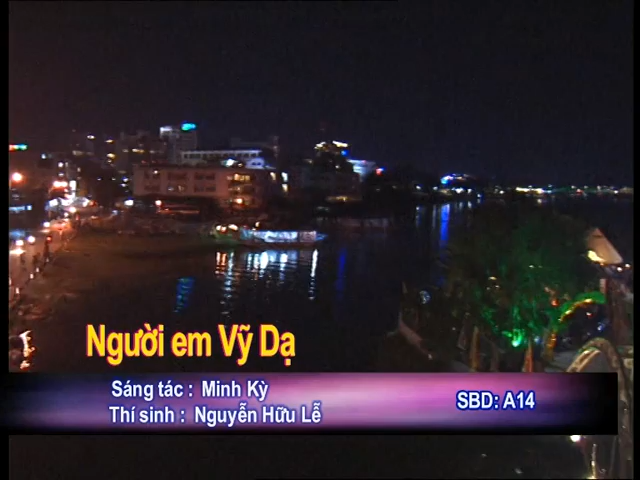 Người em Vỹ Dạ
Sáng tác : Minh Kỳ
SBD: A14
Thí sinh : Nguyễn Hữu Lễ